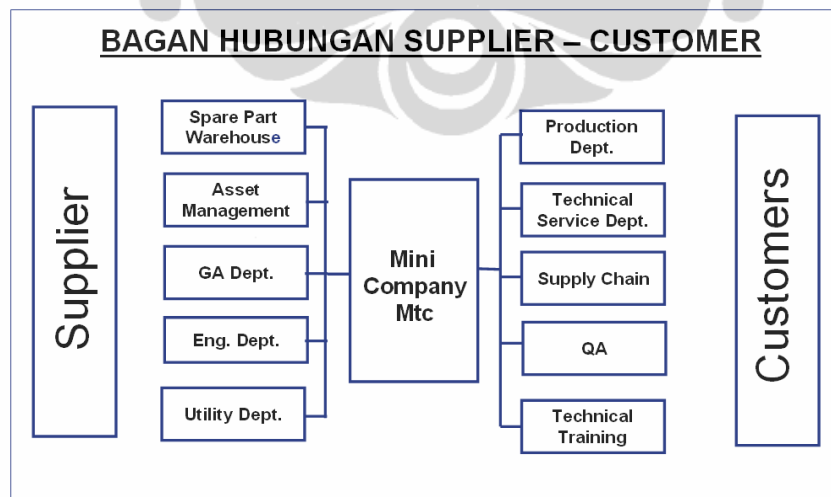 BAGAN HUBUNGAN SUPPLIER – CUSTOMER
Supplier
Spare Part
Warehouse
Asset
Management
GA Dept.
Eng. Dept.
Utility Dept.
Mini
Company
Mtc
Production
Dept.
Technical
Service Dept.
Supply Chain
QA
Technical
Training
Customers